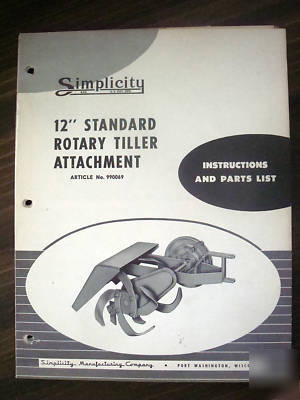 Simplicity
12" STANDARD
ROTARY TILLER
ATTACHMENT
ARTICLE No. 990069
INSTRUCTIONS
AND PARTS LIST
Simplicity Manufacturing Company • PORT WASHINGTON, WISC